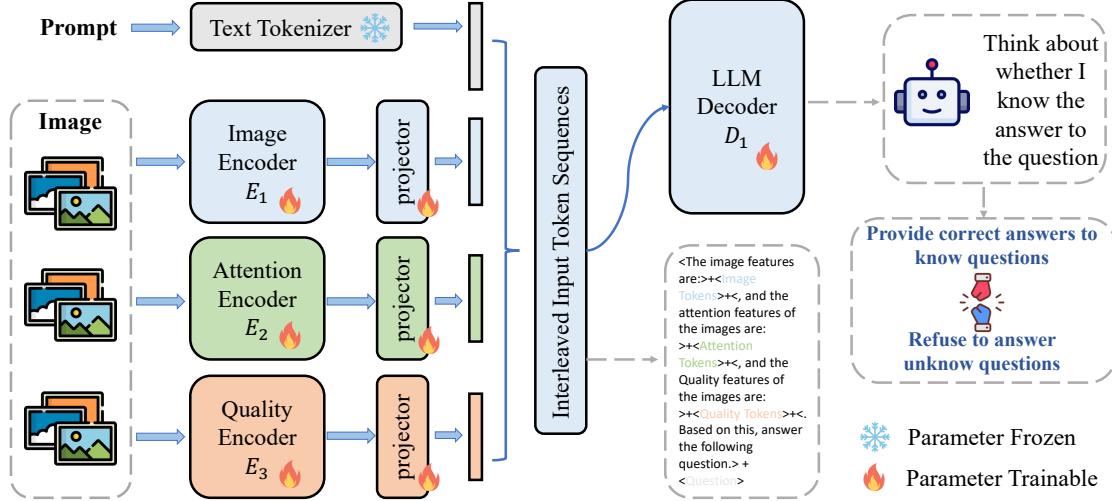 Prompt
Text Tokenizer
Image
Image
Encoder
E₁
projector
Attention
Encoder
E₂
projector
Quality
Encoder
E₃
projector
Interleaved Input Token Sequences
LLM
Decoder
D₁
Think about
whether I
know the
answer to
the question
Provide correct answers to
know questions
Refuse to answer
unknow questions
<The image features
are:>+<Image
Tokens>+<, and the
attention features of
the images are:
>+<Attention
Tokens>+<, and the
Quality features of
the images are:
>+<Quality Tokens>+<.
Based on this, answer
the following
question.> +
<Question>
Parameter Frozen
Parameter Trainable